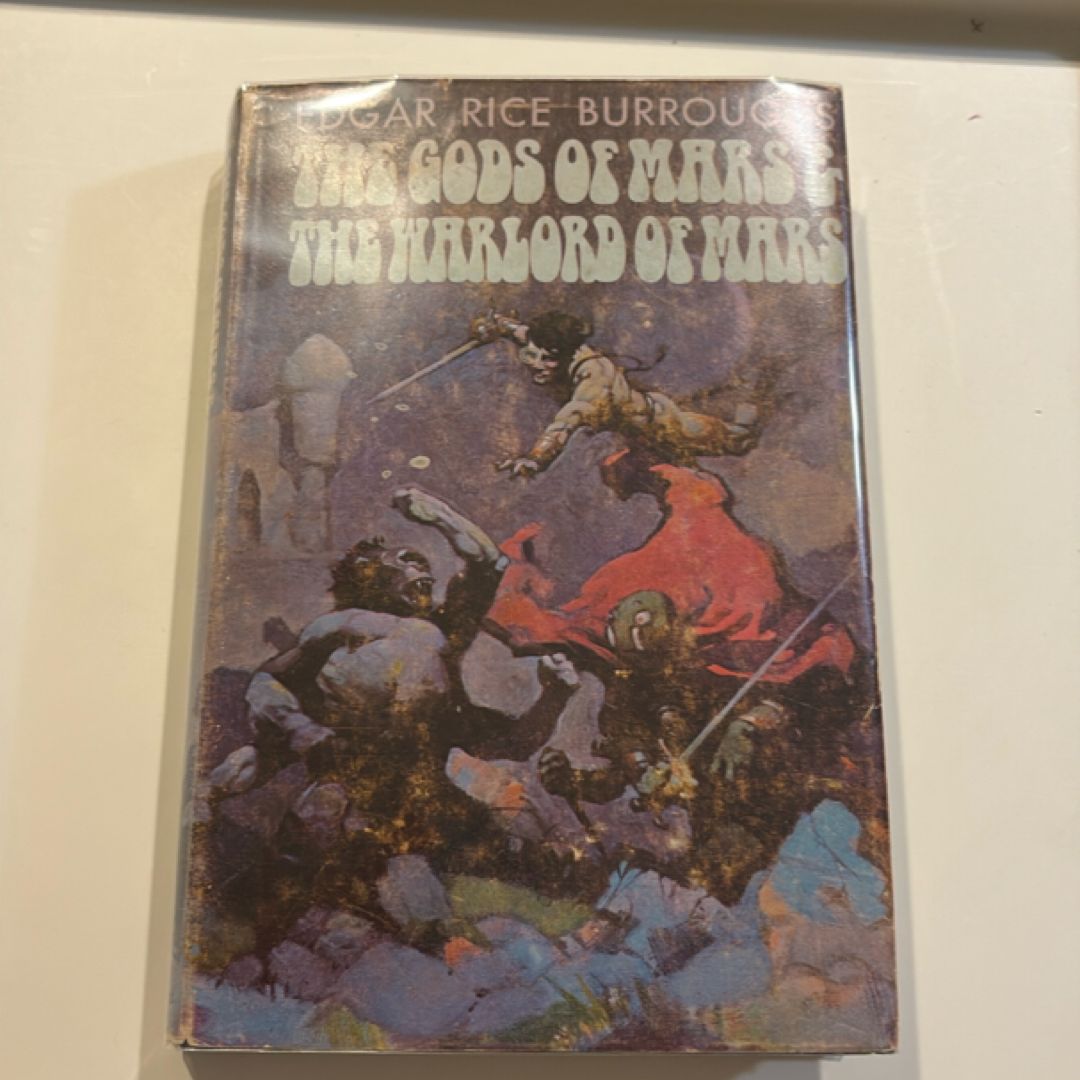 EDGAR RICE BURROUGHS
THE GODS OF MARS &
THE WARLORD OF MARS